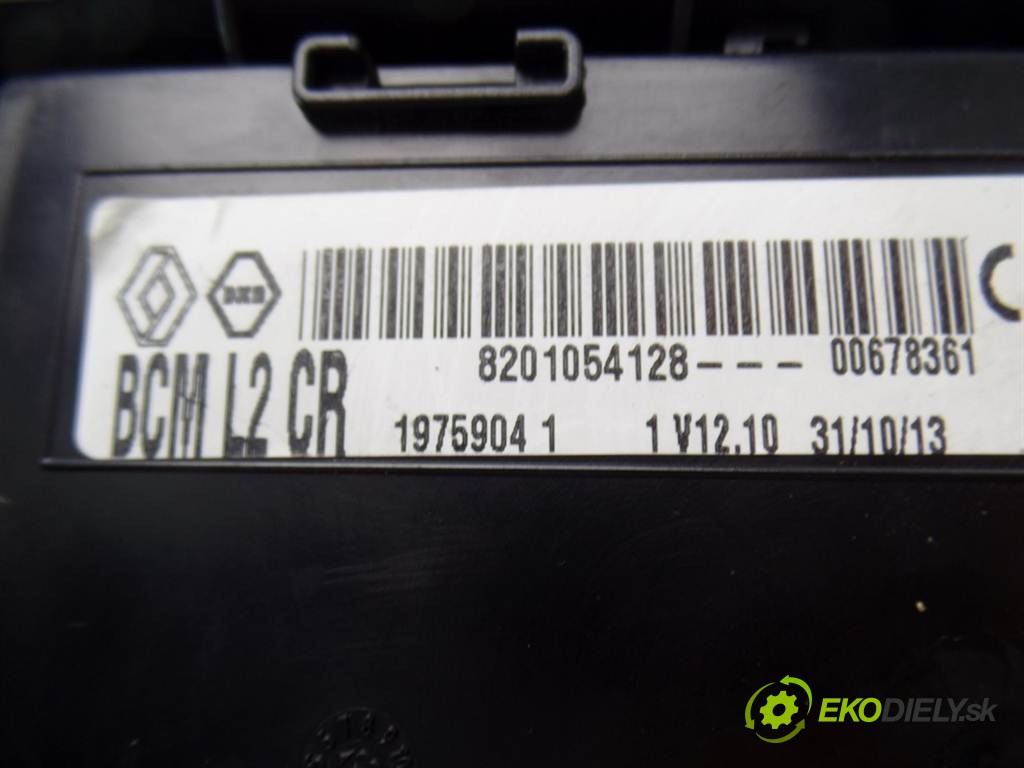 8201054128--- 00678361
BCM L2 CR
1975904 1 1 V12.10 31/10/13
EKODIELY.sk